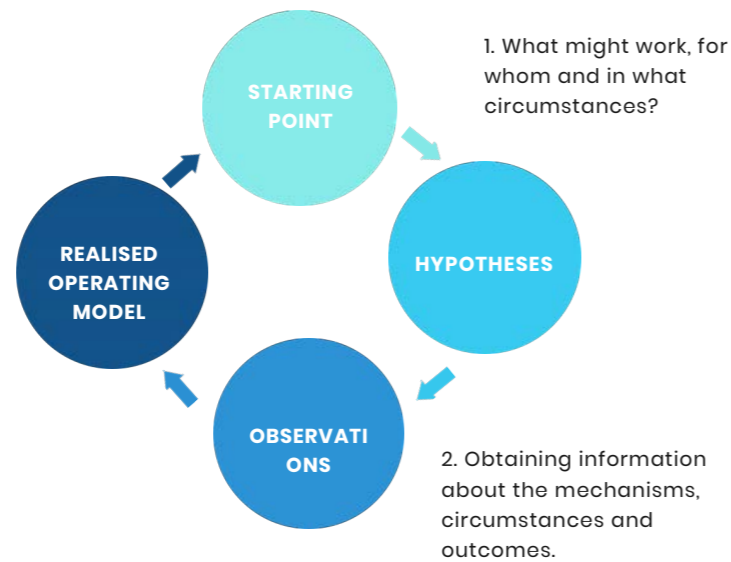 STARTING
POINT
1. What might work, for
whom and in what
circumstances?
HYPOTHESES
REALISED
OPERATING
MODEL
OBSERVATI
ONS
2. Obtaining information
about the mechanisms,
circumstances and
outcomes.